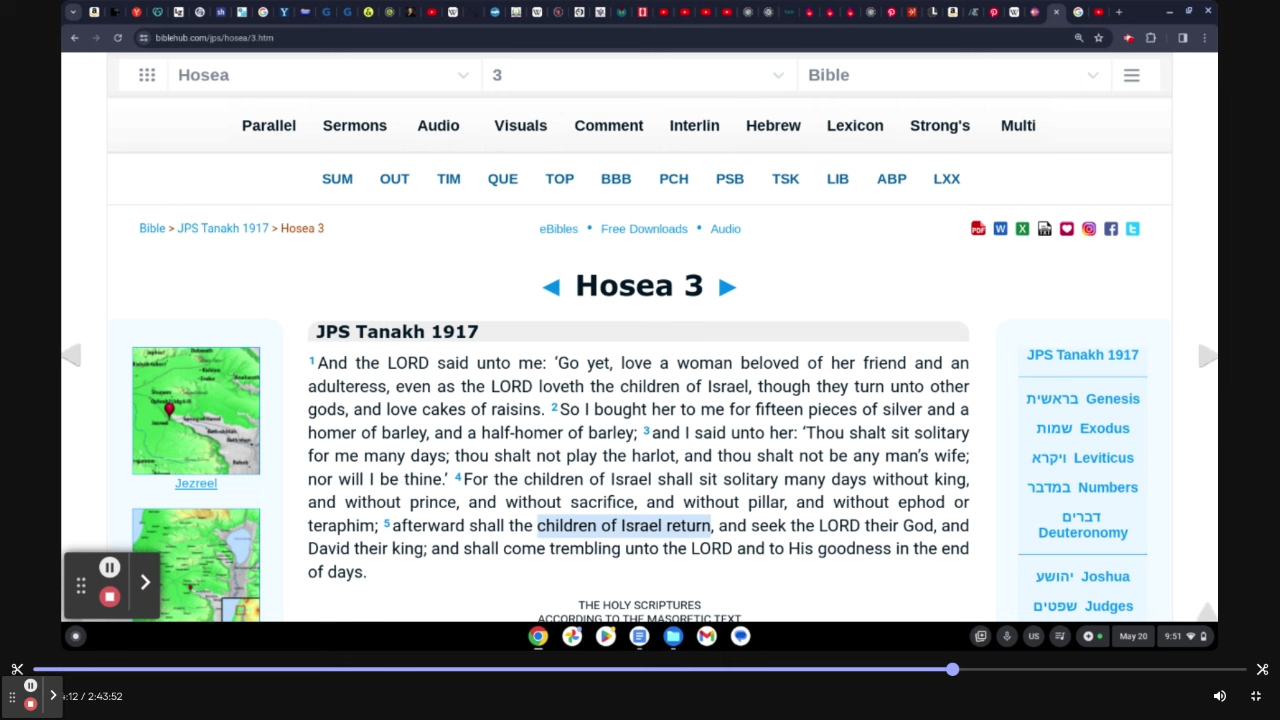 biblehub.com/jps/hosea/3.htm
Hosea
3
Bible
Parallel Sermons Audio Visuals Comment Interlin Hebrew Lexicon Strong's Multi
SUM OUT TIM QUE TOP BBB PCH PSB TSK LIB ABP LXX
Bible > JPS Tanakh 1917 > Hosea 3
eBibles • Free Downloads • Audio
◄ Hosea 3 ►
JPS Tanakh 1917
1And the LORD said unto me: ‘Go yet, love a woman beloved of her friend and an
adulteress, even as the LORD loveth the children of Israel, though they turn unto other
gods, and love cakes of raisins. 2So I bought her to me for fifteen pieces of silver and a
homer of barley, and a half-homer of barley; 3and I said unto her: ‘Thou shalt sit solitary
for me many days; thou shalt not play the harlot, and thou shalt not be any man’s wife;
nor will I be thine.’ 4For the children of Israel shall sit solitary many days without king,
and without prince, and without sacrifice, and without pillar, and without ephod or
teraphim; 5afterward shall the children of Israel return, and seek the LORD their God, and
David their king; and shall come trembling unto the LORD and to His goodness in the end
of days.
THE HOLY SCRIPTURES
ACCORDING TO THE MASORETIC TEXT
Jezreel
JPS Tanakh 1917
בראשית Genesis
שמות Exodus
ויקרא Leviticus
במדבר Numbers
דברים
Deuteronomy
יהושע Joshua
שפטים Judges
US
May 20
9:51
4:12 / 2:43:52